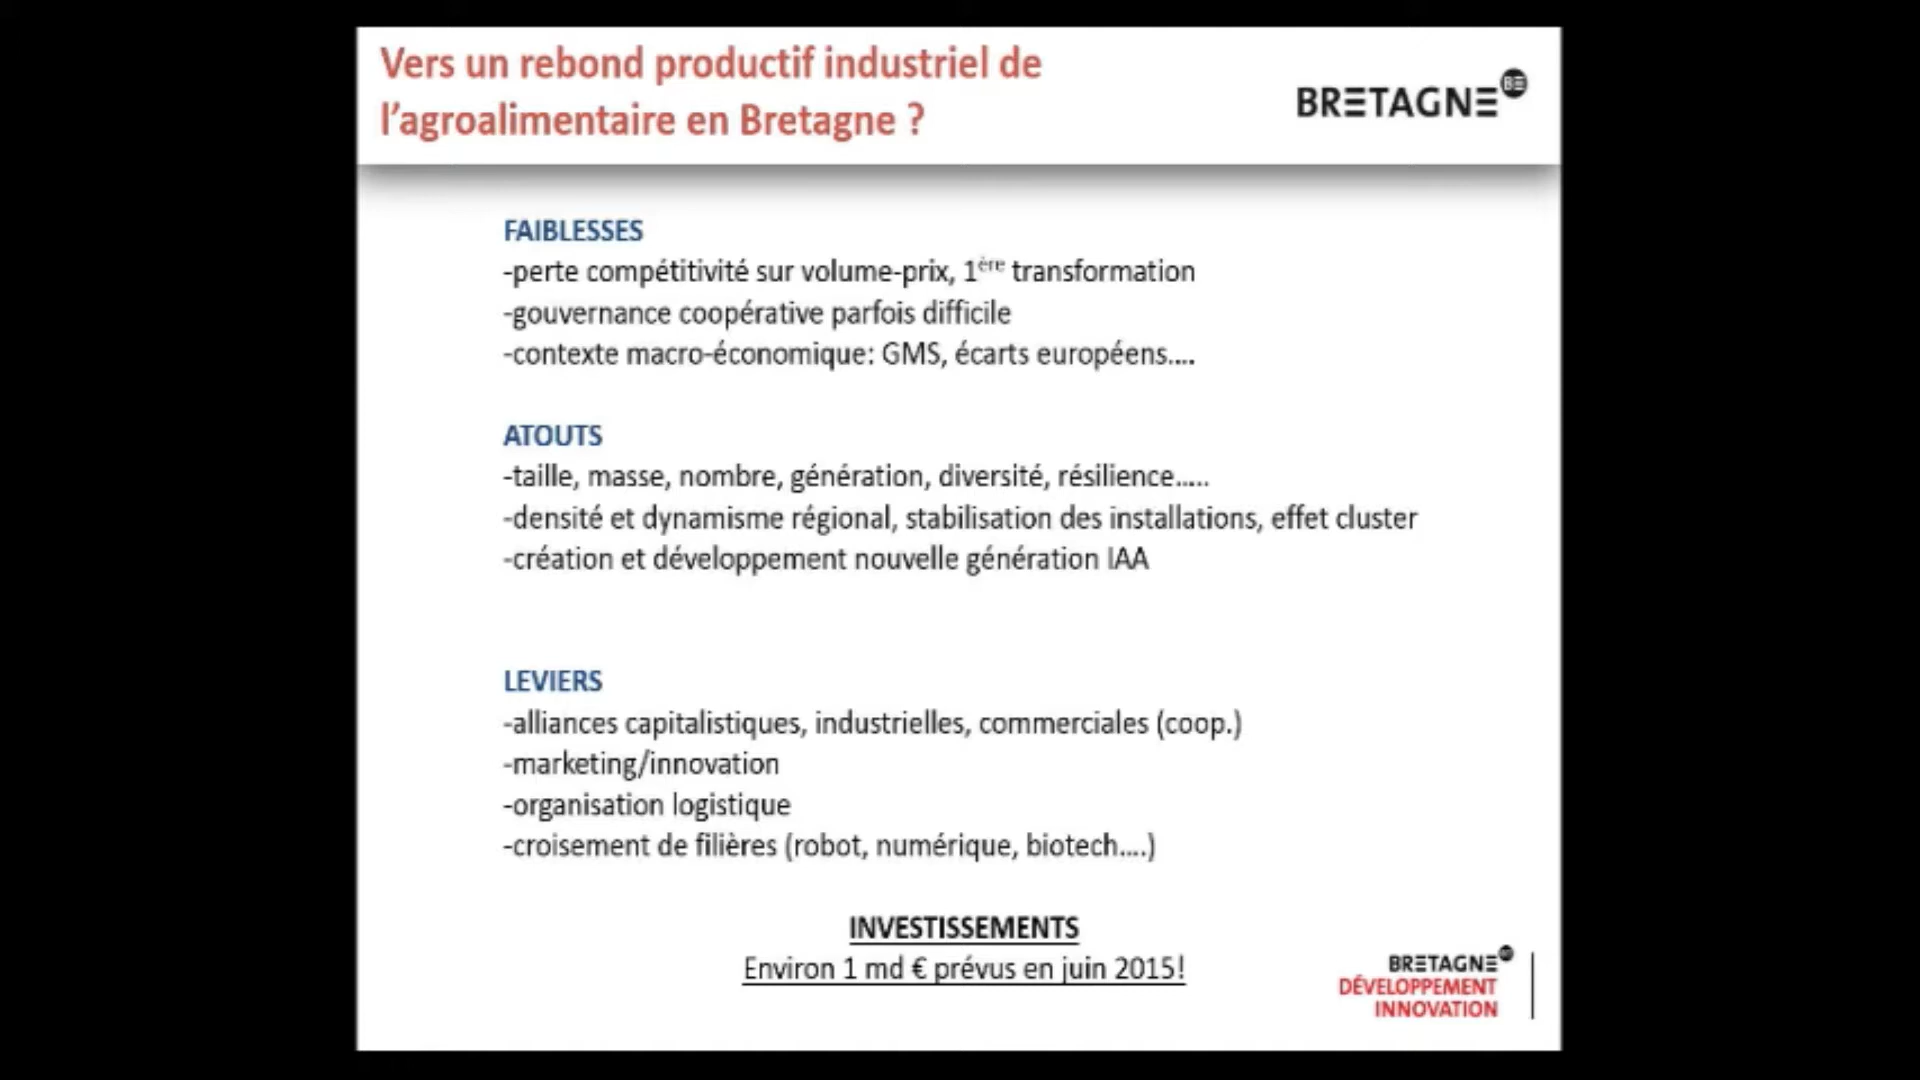 Vers un rebond productif industriel de
l'agroalimentaire en Bretagne ?
BRETAGNE BE
FAIBLESSES
-perte compétitivité sur volume-prix, 1ère transformation
-gouvernance coopérative parfois difficile
-contexte macro-économique: GMS, écarts européens....
ATOUTS
-taille, masse, nombre, génération, diversité, résilience.....
-densité et dynamisme régional, stabilisation des installations, effet cluster
-création et développement nouvelle génération IAA
LEVIERS
-alliances capitalistiques, industrielles, commerciales (coop.)
-marketing/innovation
-organisation logistique
-croisement de filières (robot, numérique, biotech....)
INVESTISSEMENTS
Environ 1 md € prévus en juin 2015!
BRETAGNE
DÉVELOPPEMENT
INNOVATION